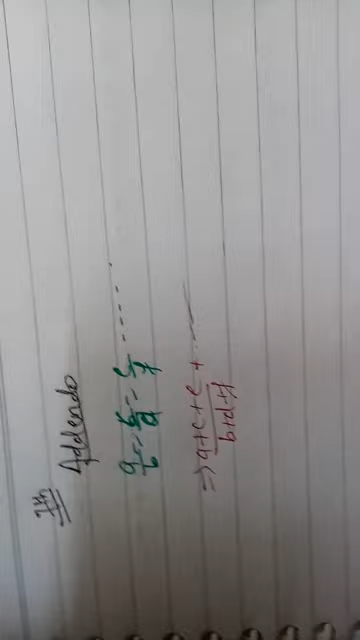 7th
Addendo
a/b = c/d = e/f .....
⇒ a+c+e+...../b+d+f